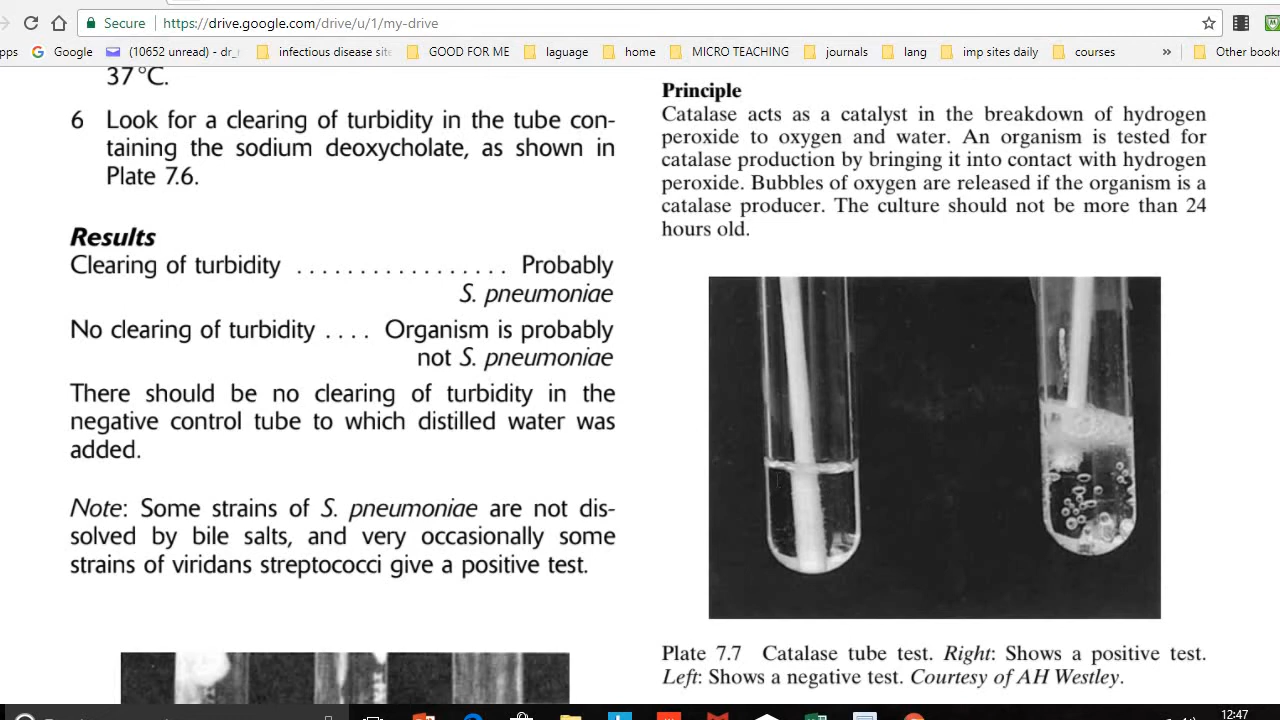 Secure
https://drive.google.com/drive/u/1/my-drive
Google
(10652 unread) - dr_
infectious disease site
GOOD FOR ME
laguage
home
MICRO TEACHING
journals
lang
imp sites daily
courses
»
37°C.
6 Look for a clearing of turbidity in the tube con-
taining the sodium deoxycholate, as shown in
Plate 7.6.
Results
Clearing of turbidity . . . . . . . . . . . . . . . . . Probably
S. pneumoniae
No clearing of turbidity . . . . Organism is probably
not S. pneumoniae
There should be no clearing of turbidity in the
negative control tube to which distilled water was
added.
Note: Some strains of S. pneumoniae are not dis-
solved by bile salts, and very occasionally some
strains of viridans streptococci give a positive test.
Principle
Catalase acts as a catalyst in the breakdown of hydrogen
peroxide to oxygen and water. An organism is tested for
catalase production by bringing it into contact with hydrogen
peroxide. Bubbles of oxygen are released if the organism is a
catalase producer. The culture should not be more than 24
hours old.
Plate 7.7 Catalase tube test. Right: Shows a positive test.
Left: Shows a negative test. Courtesy of AH Westley.
12:47